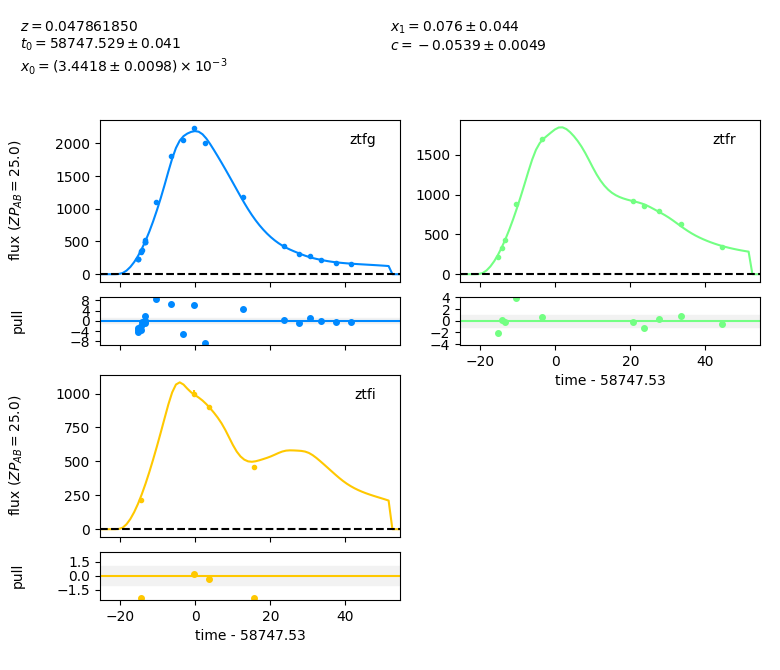 z = 0.047861850
t₀ = 58747.529 ± 0.041
x₀ = (3.4418 ± 0.0098) × 10⁻³
x₁ = 0.076 ± 0.044
c = −0.0539 ± 0.0049
flux (ZP_AB = 25.0)
2000
1500
1000
500
0
ztfg
1500
1000
500
0
ztfr
pull
8
4
0
−4
−8
4
2
0
−2
−4
−20 0 20 40
time - 58747.53
flux (ZP_AB = 25.0)
1000
750
500
250
0
ztfi
pull
1.5
0.0
−1.5
−20 0 20 40
time - 58747.53